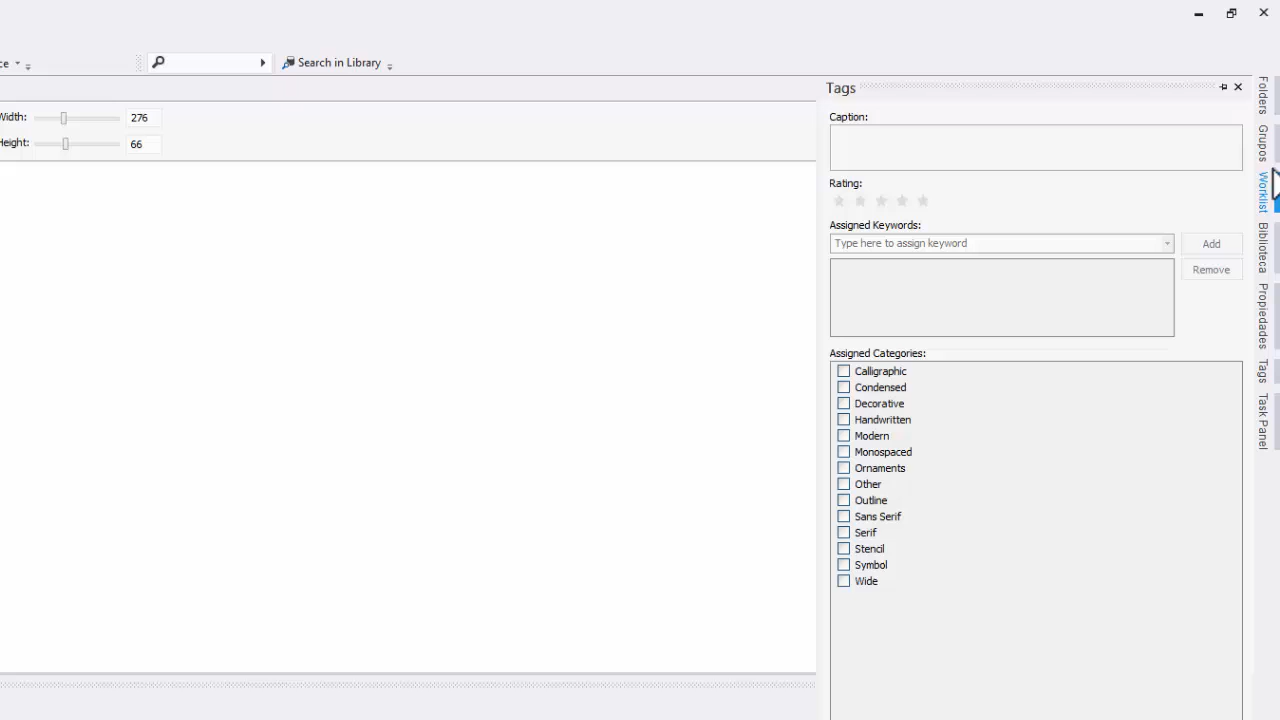 ce
Search in Library
Width:
276
Height:
66
Tags
Caption:
Rating:
Assigned Keywords:
Type here to assign keyword
Add
Remove
Assigned Categories:
Calligraphic
Condensed
Decorative
Handwritten
Modern
Monospaced
Ornaments
Other
Outline
Sans Serif
Serif
Stencil
Symbol
Wide
Folders
Grupos
Worklist
Biblioteca
Propiedades
Tags
Task Panel